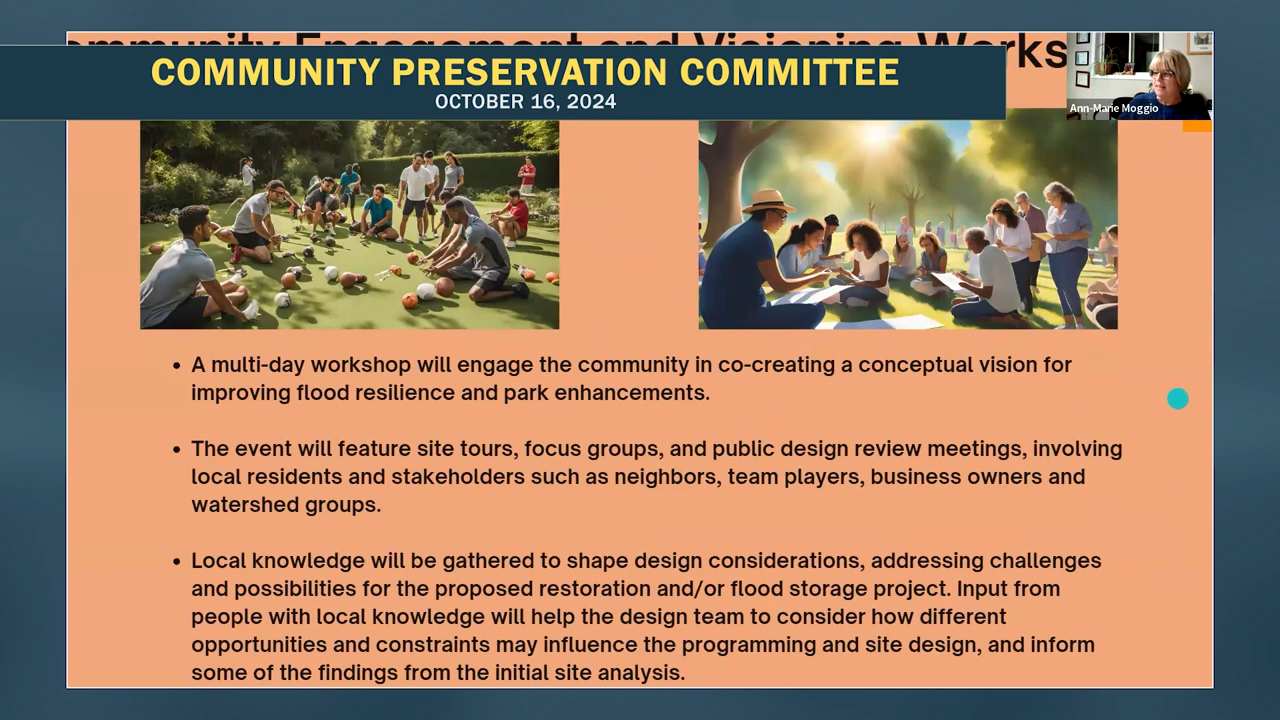 ommunity Engagement and Visioning Works
COMMUNITY PRESERVATION COMMITTEE
OCTOBER 16, 2024
Ann-Marie Moggio
• A multi-day workshop will engage the community in co-creating a conceptual vision for
improving flood resilience and park enhancements.
• The event will feature site tours, focus groups, and public design review meetings, involving
local residents and stakeholders such as neighbors, team players, business owners and
watershed groups.
• Local knowledge will be gathered to shape design considerations, addressing challenges
and possibilities for the proposed restoration and/or flood storage project. Input from
people with local knowledge will help the design team to consider how different
opportunities and constraints may influence the programming and site design, and inform
some of the findings from the initial site analysis.